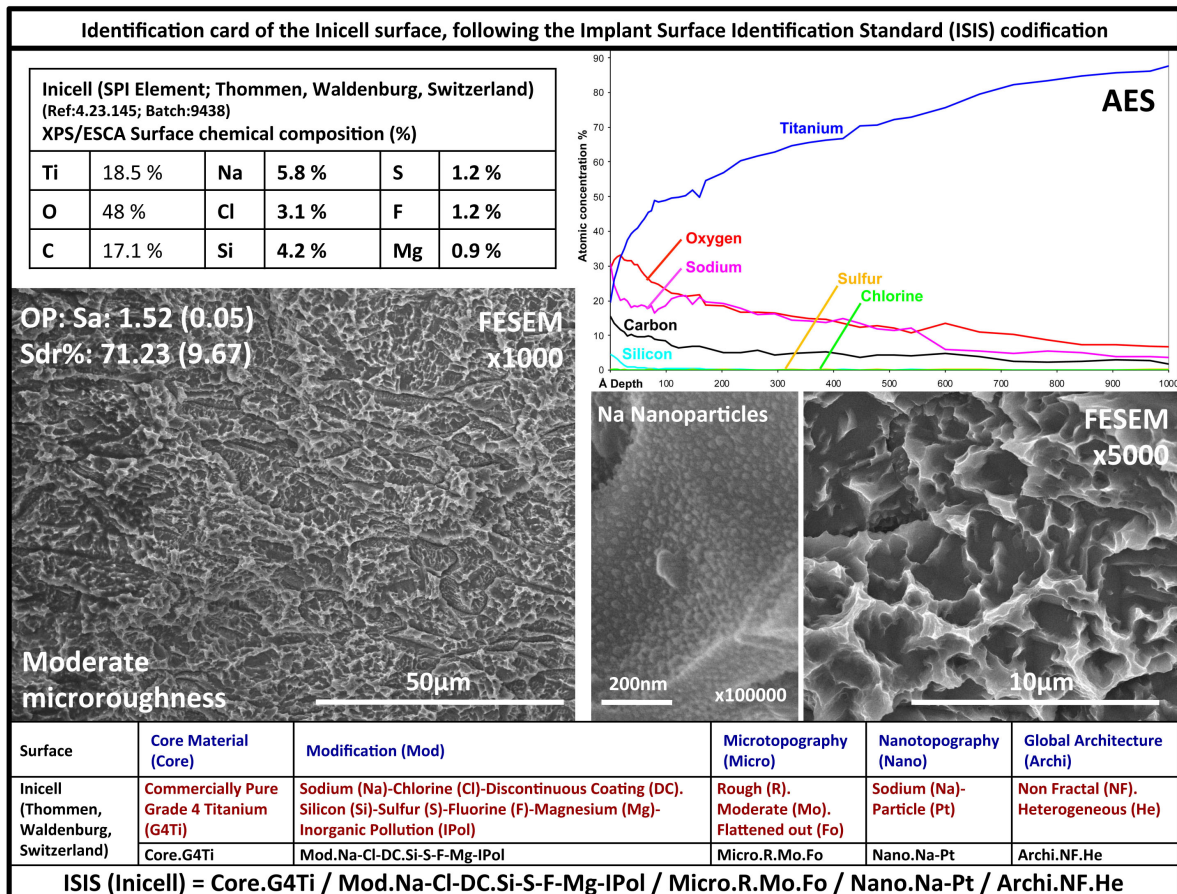 Identification card of the Inicell surface, following the Implant Surface Identification Standard (ISIS) codification
Inicell (SPI Element; Thommen, Waldenburg, Switzerland)
(Ref:4.23.145; Batch:9438)
XPS/ESCA Surface chemical composition (%)
Ti 18.5 % Na 5.8 % S 1.2 %
O 48 % Cl 3.1 % F 1.2 %
C 17.1 % Si 4.2 % Mg 0.9 %
AES
Atomic concentration %
90
80
70
60
50
40
30
20
10
0
Titanium
Oxygen
Sodium
Sulfur
Chlorine
Carbon
Silicon
Å Depth 100 200 300 400 500 600 700 800 900 1000
OP: Sa: 1.52 (0.05)
Sdr%: 71.23 (9.67)
FESEM
x1000
Moderate
microroughness
50µm
Na Nanoparticles
200nm
x100000
FESEM
x5000
10µm
Surface
Core Material
(Core)
Modification (Mod)
Microtopography
(Micro)
Nanotopography
(Nano)
Global Architecture
(Archi)
Inicell
(Thommen,
Waldenburg,
Switzerland)
Commercially Pure
Grade 4 Titanium
(G4Ti)
Sodium (Na)-Chlorine (Cl)-Discontinuous Coating (DC).
Silicon (Si)-Sulfur (S)-Fluorine (F)-Magnesium (Mg)-
Inorganic Pollution (IPol)
Rough (R).
Moderate (Mo).
Flattened out (Fo)
Sodium (Na)-
Particle (Pt)
Non Fractal (NF).
Heterogeneous (He)
Core.G4Ti
Mod.Na-Cl-DC.Si-S-F-Mg-IPol
Micro.R.Mo.Fo
Nano.Na-Pt
Archi.NF.He
ISIS (Inicell) = Core.G4Ti / Mod.Na-Cl-DC.Si-S-F-Mg-IPol / Micro.R.Mo.Fo / Nano.Na-Pt / Archi.NF.He